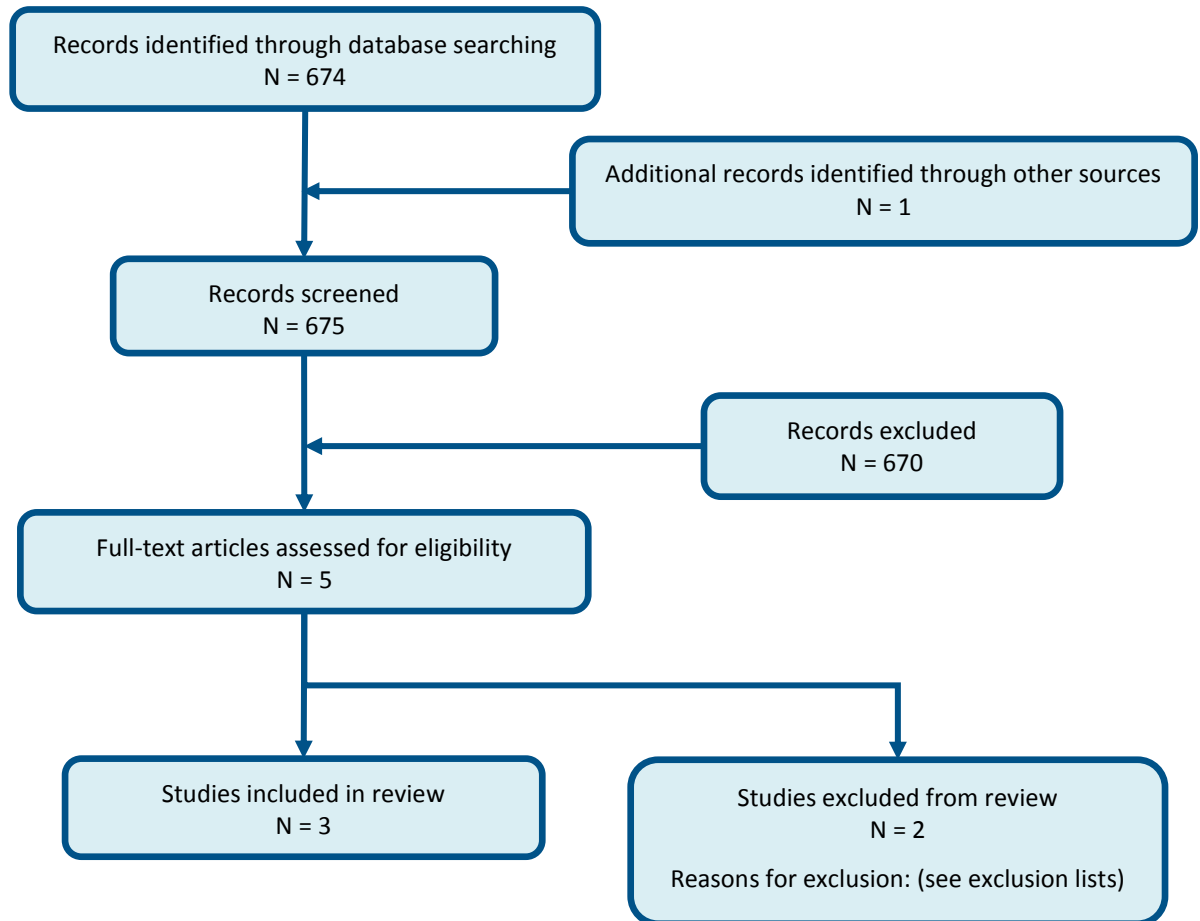 Records identified through database searching
N = 674
Additional records identified through other sources
N = 1
Records screened
N = 675
Records excluded
N = 670
Full-text articles assessed for eligibility
N = 5
Studies included in review
N = 3
Studies excluded from review
N = 2
Reasons for exclusion: (see exclusion lists)